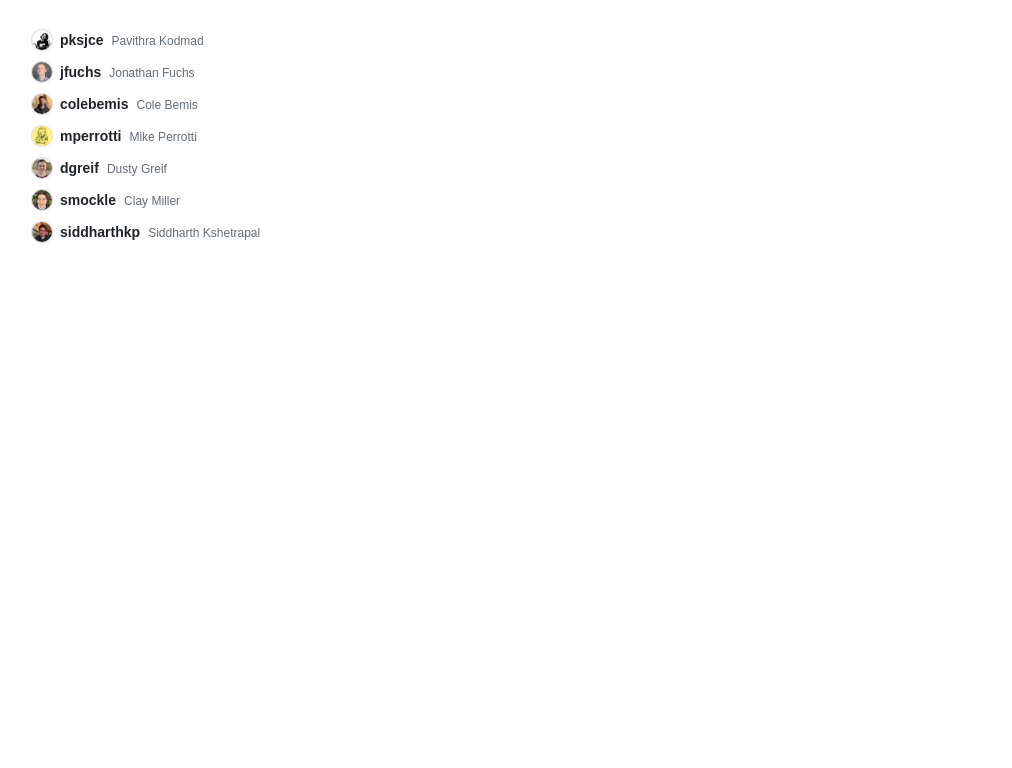 pksjce Pavithra Kodmad
jfuchs Jonathan Fuchs
colebemis Cole Bemis
mperrotti Mike Perrotti
dgreif Dusty Greif
smockle Clay Miller
siddharthkp Siddharth Kshetrapal